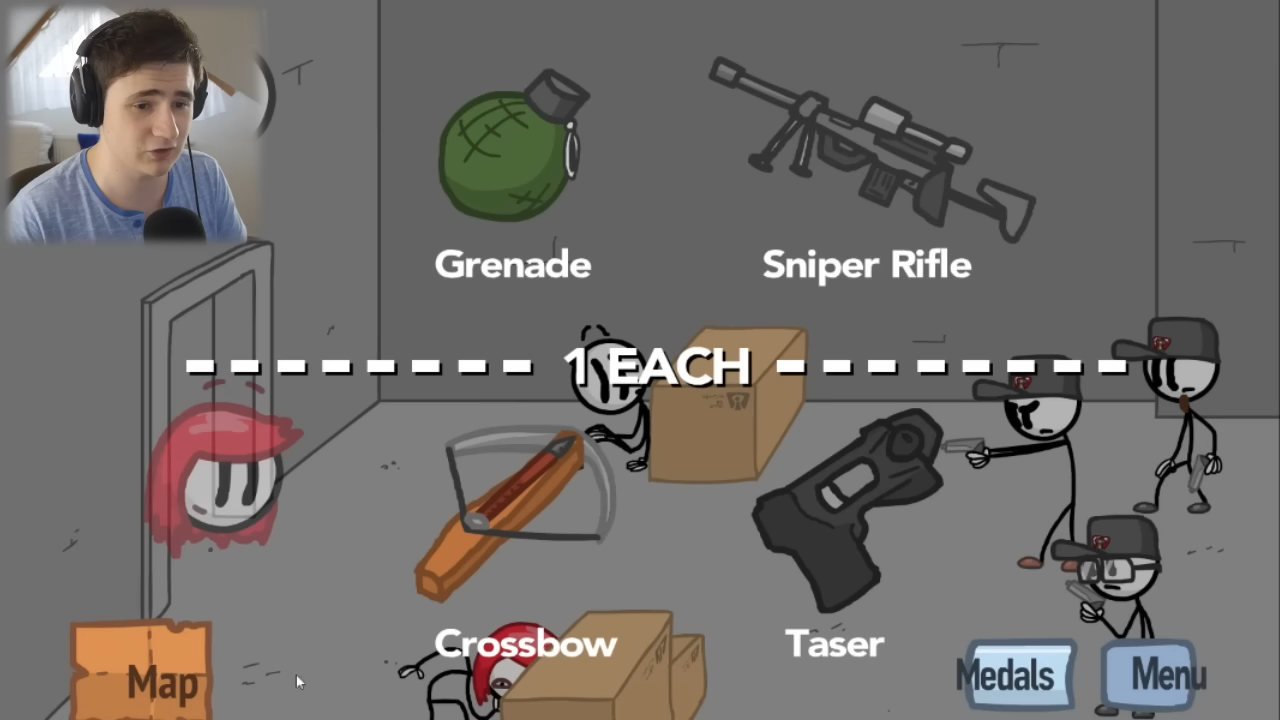 Grenade
Sniper Rifle
1 EACH
Crossbow
Taser
Map
Medals
Menu